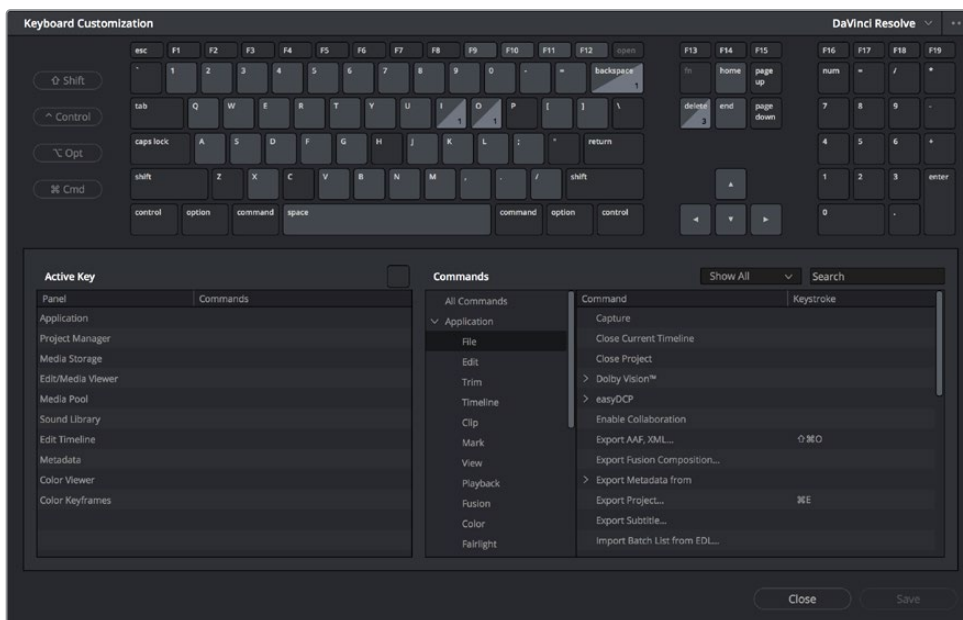 Keyboard Customization
DaVinci Resolve
esc F1 F2 F3 F4 F5 F6 F7 F8 F9 F10 F11 F12 open F13 F14 F15 F16 F17 F18 F19
⇧ Shift
` 1 2 3 4 5 6 7 8 9 0 - = backspace 1 fn home page up num = / *
^ Control
tab Q W E R T Y U I 1 O 1 P [ ] \ delete 3 end page down 7 8 9 -
⌥ Opt
caps lock A S D F G H J K L ; ' return 4 5 6 +
⌘ Cmd
shift Z X C V B N M , . / shift ▲ 1 2 3 enter
control option command space command option control ◄ ▼ ► 0 .
Active Key
Commands
Show All
Search
Panel Commands
Application
Project Manager
Media Storage
Edit/Media Viewer
Media Pool
Sound Library
Edit Timeline
Metadata
Color Viewer
Color Keyframes
All Commands
Application
File
Edit
Trim
Timeline
Clip
Mark
View
Playback
Fusion
Color
Fairlight
Command Keystroke
Capture
Close Current Timeline
Close Project
Dolby Vision™
easyDCP
Enable Collaboration
Export AAF, XML... ⇧⌘O
Export Fusion Composition...
Export Metadata from
Export Project... ⌘E
Export Subtitle...
Import Batch List from EDL...
Close
Save